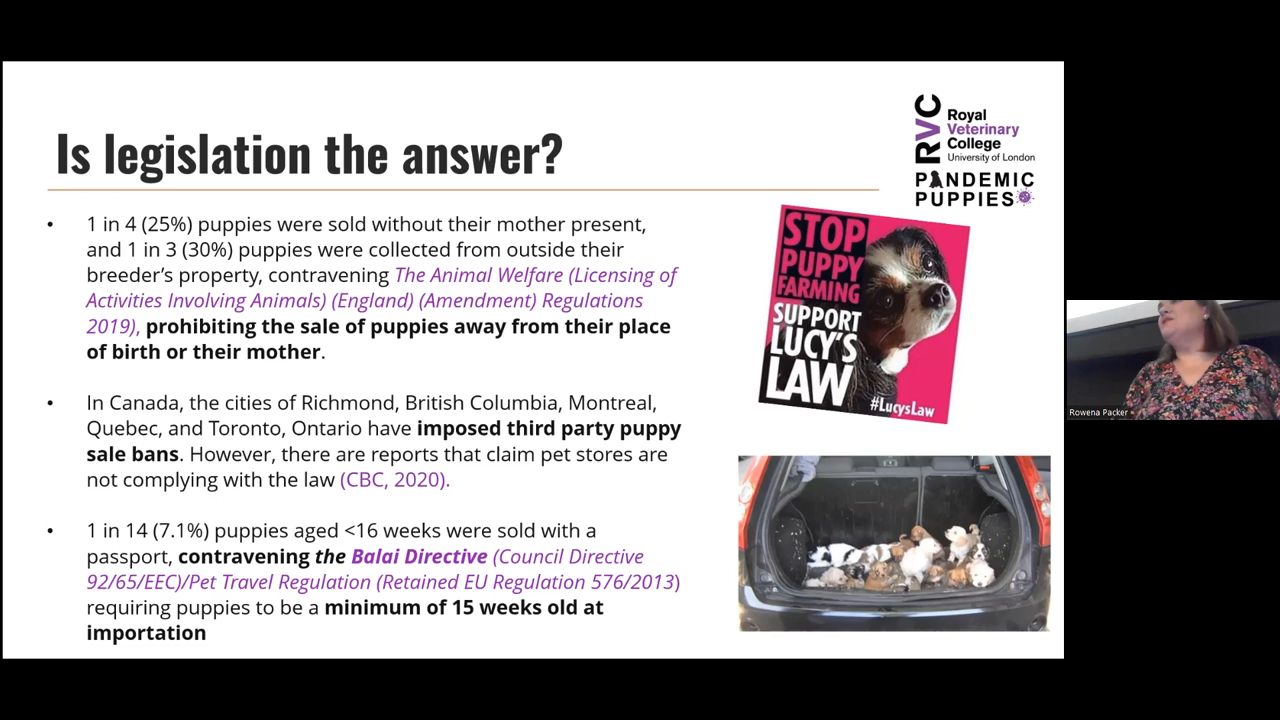 Is legislation the answer?
RVC
Royal
Veterinary
College
University of London
PANDEMIC
PUPPIES
• 1 in 4 (25%) puppies were sold without their mother present,
and 1 in 3 (30%) puppies were collected from outside their
breeder’s property, contravening The Animal Welfare (Licensing of
Activities Involving Animals) (England) (Amendment) Regulations
2019), prohibiting the sale of puppies away from their place
of birth or their mother.
• In Canada, the cities of Richmond, British Columbia, Montreal,
Quebec, and Toronto, Ontario have imposed third party puppy
sale bans. However, there are reports that claim pet stores are
not complying with the law (CBC, 2020).
• 1 in 14 (7.1%) puppies aged <16 weeks were sold with a
passport, contravening the Balai Directive (Council Directive
92/65/EEC)/Pet Travel Regulation (Retained EU Regulation 576/2013)
requiring puppies to be a minimum of 15 weeks old at
importation
STOP
PUPPY
FARMING
SUPPORT
LUCY'S
LAW
#LucysLaw
Rowena Packer